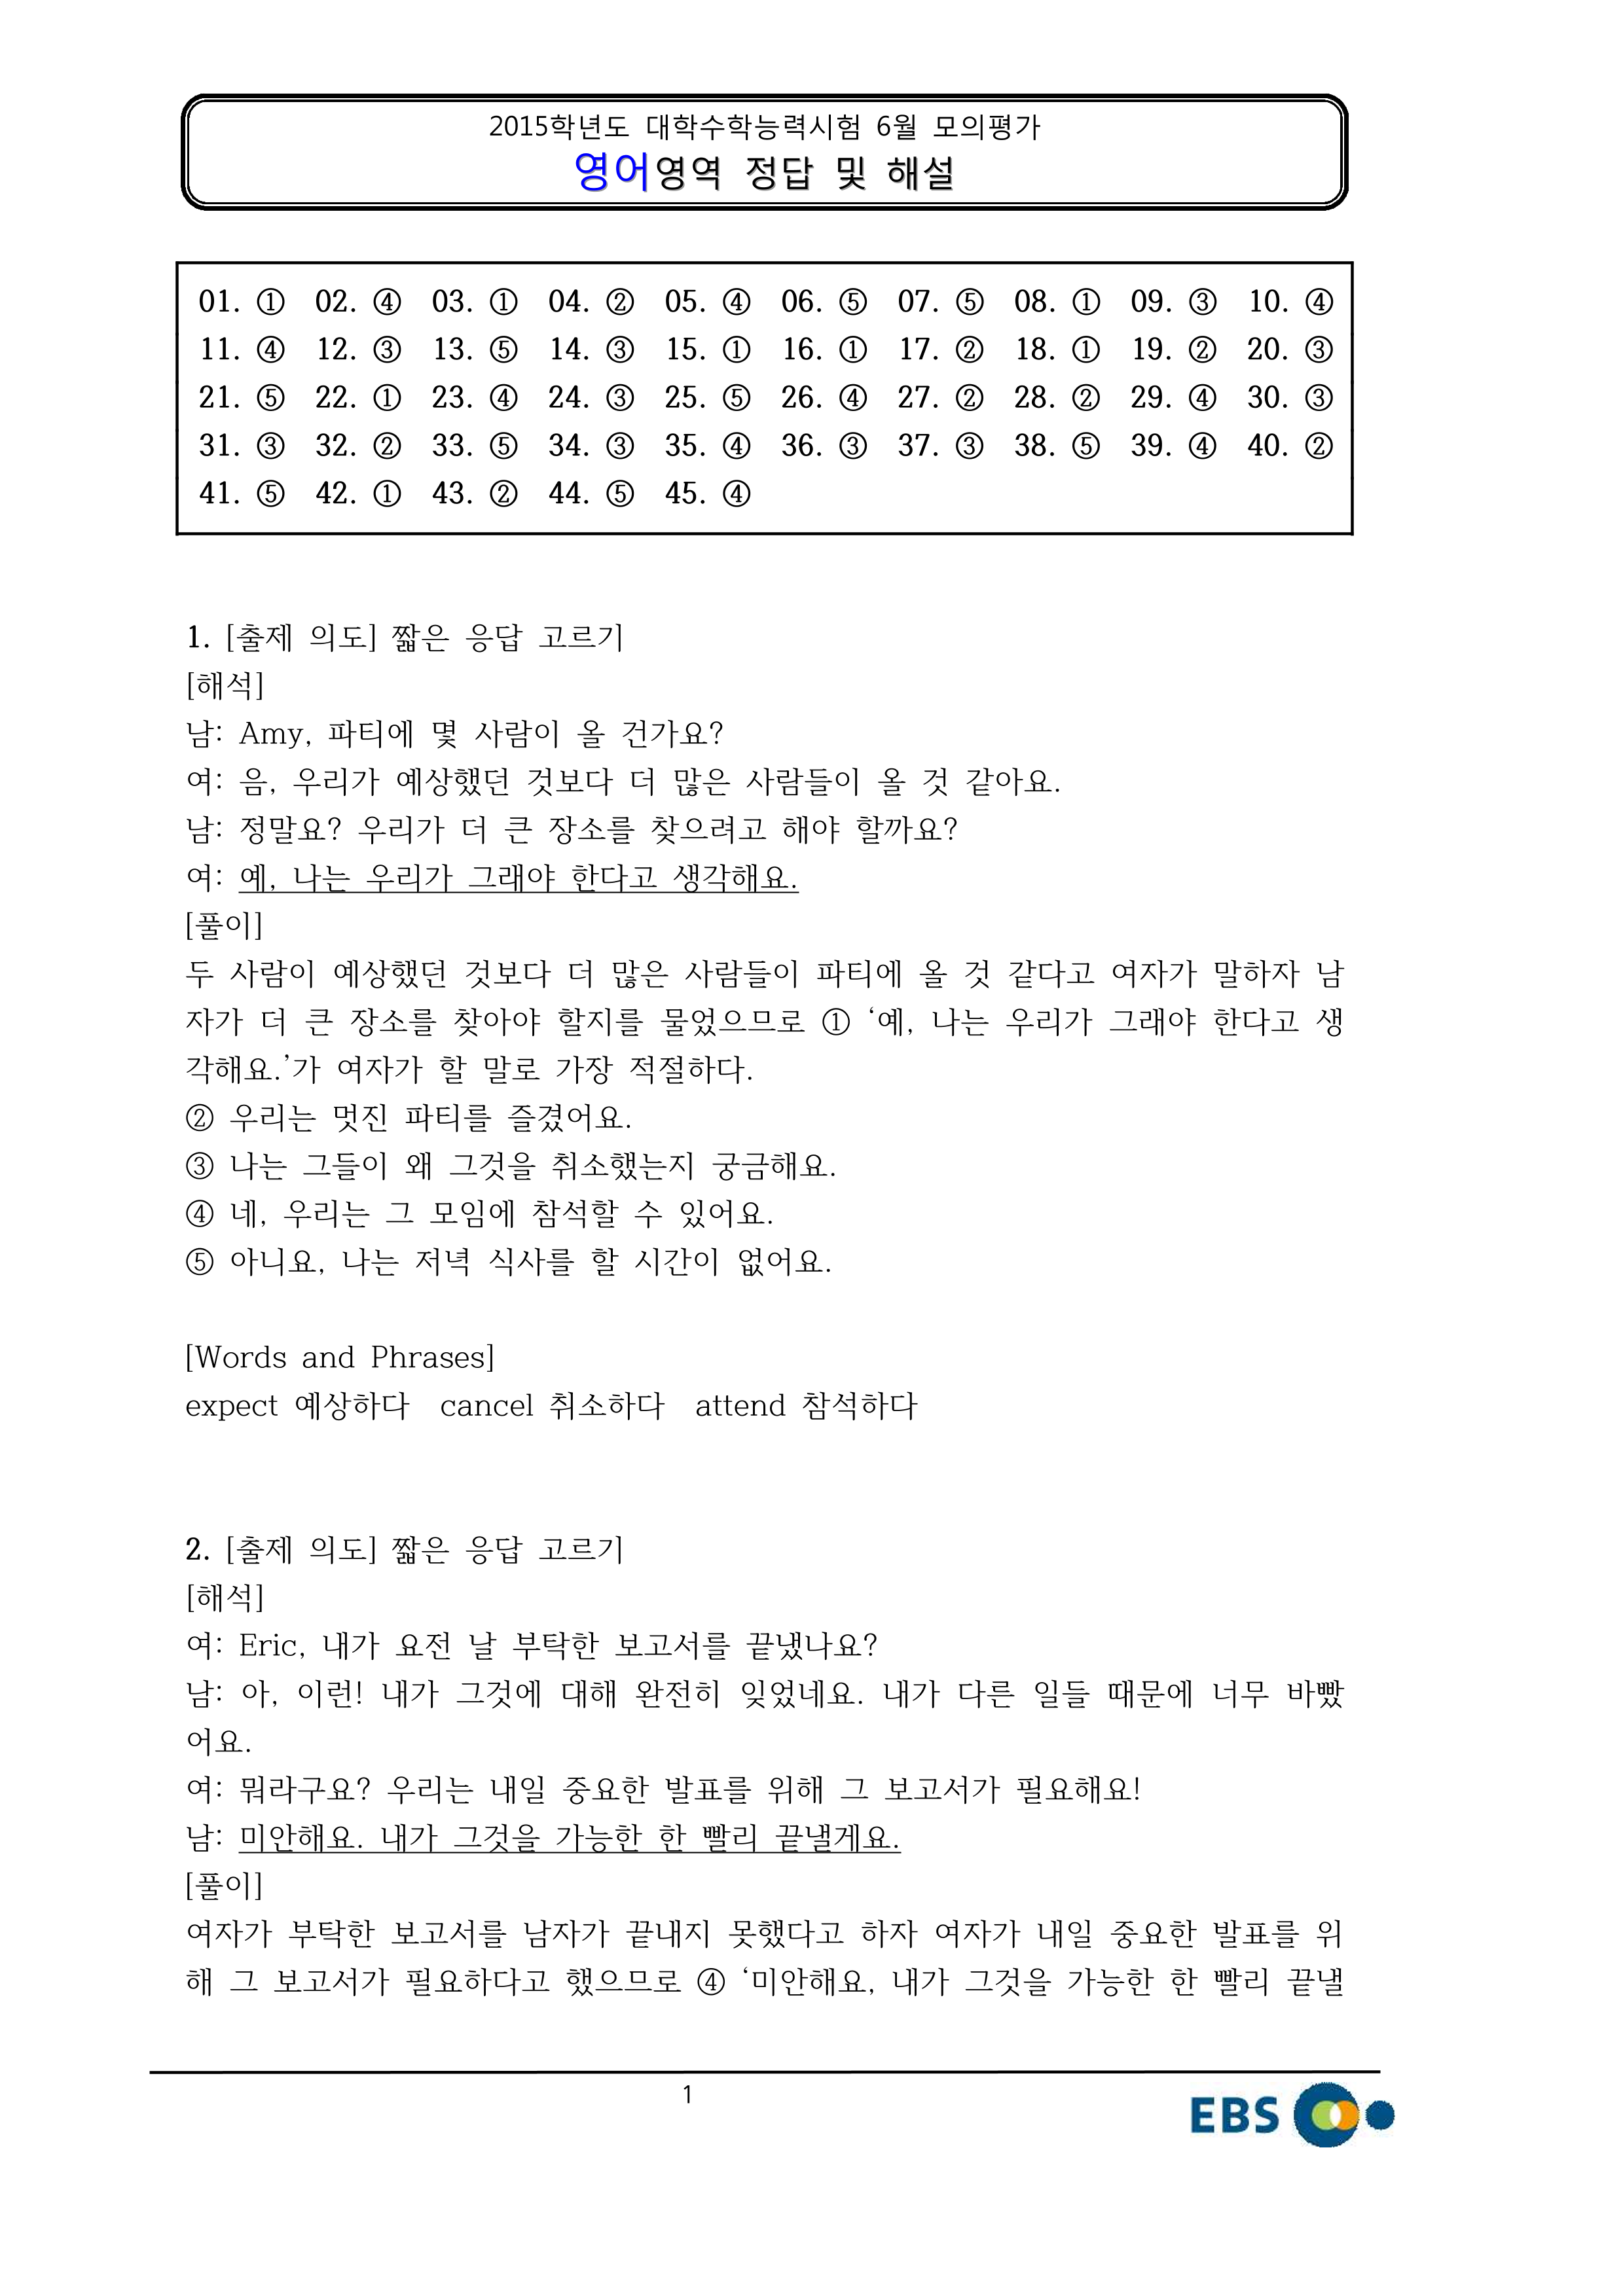 2015학년도 대학수학능력시험 6월 모의평가
영어영역 정답 및 해설
01. ① 02. ④ 03. ① 04. ② 05. ④ 06. ⑤ 07. ⑤ 08. ① 09. ③ 10. ④
11. ④ 12. ③ 13. ⑤ 14. ③ 15. ① 16. ① 17. ② 18. ① 19. ② 20. ③
21. ⑤ 22. ① 23. ④ 24. ③ 25. ⑤ 26. ④ 27. ② 28. ② 29. ④ 30. ③
31. ③ 32. ② 33. ⑤ 34. ③ 35. ④ 36. ③ 37. ③ 38. ⑤ 39. ④ 40. ②
41. ⑤ 42. ① 43. ② 44. ⑤ 45. ④
1. [출제 의도] 짧은 응답 고르기
[해석]
남: Amy, 파티에 몇 사람이 올 건가요?
여: 음, 우리가 예상했던 것보다 더 많은 사람들이 올 것 같아요.
남: 정말요? 우리가 더 큰 장소를 찾으려고 해야 할까요?
여: 예, 나는 우리가 그래야 한다고 생각해요.
[풀이]
두 사람이 예상했던 것보다 더 많은 사람들이 파티에 올 것 같다고 여자가 말하자 남
자가 더 큰 장소를 찾아야 할지를 물었으므로 ① ‘예, 나는 우리가 그래야 한다고 생
각해요.’가 여자가 할 말로 가장 적절하다.
② 우리는 멋진 파티를 즐겼어요.
③ 나는 그들이 왜 그것을 취소했는지 궁금해요.
④ 네, 우리는 그 모임에 참석할 수 있어요.
⑤ 아니요, 나는 저녁 식사를 할 시간이 없어요.
[Words and Phrases]
expect 예상하다 cancel 취소하다 attend 참석하다
2. [출제 의도] 짧은 응답 고르기
[해석]
여: Eric, 내가 요전 날 부탁한 보고서를 끝냈나요?
남: 아, 이런! 내가 그것에 대해 완전히 잊었네요. 내가 다른 일들 때문에 너무 바빴
어요.
여: 뭐라구요? 우리는 내일 중요한 발표를 위해 그 보고서가 필요해요!
남: 미안해요. 내가 그것을 가능한 한 빨리 끝낼게요.
[풀이]
여자가 부탁한 보고서를 남자가 끝내지 못했다고 하자 여자가 내일 중요한 발표를 위
해 그 보고서가 필요하다고 했으므로 ④ ‘미안해요, 내가 그것을 가능한 한 빨리 끝낼
1
EBS